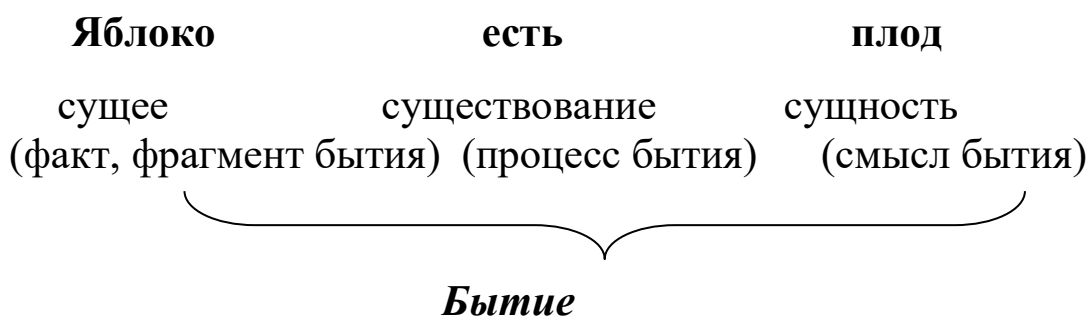 Яблоко есть плод
сущее существование сущность
(факт, фрагмент бытия) (процесс бытия) (смысл бытия)
Бытие